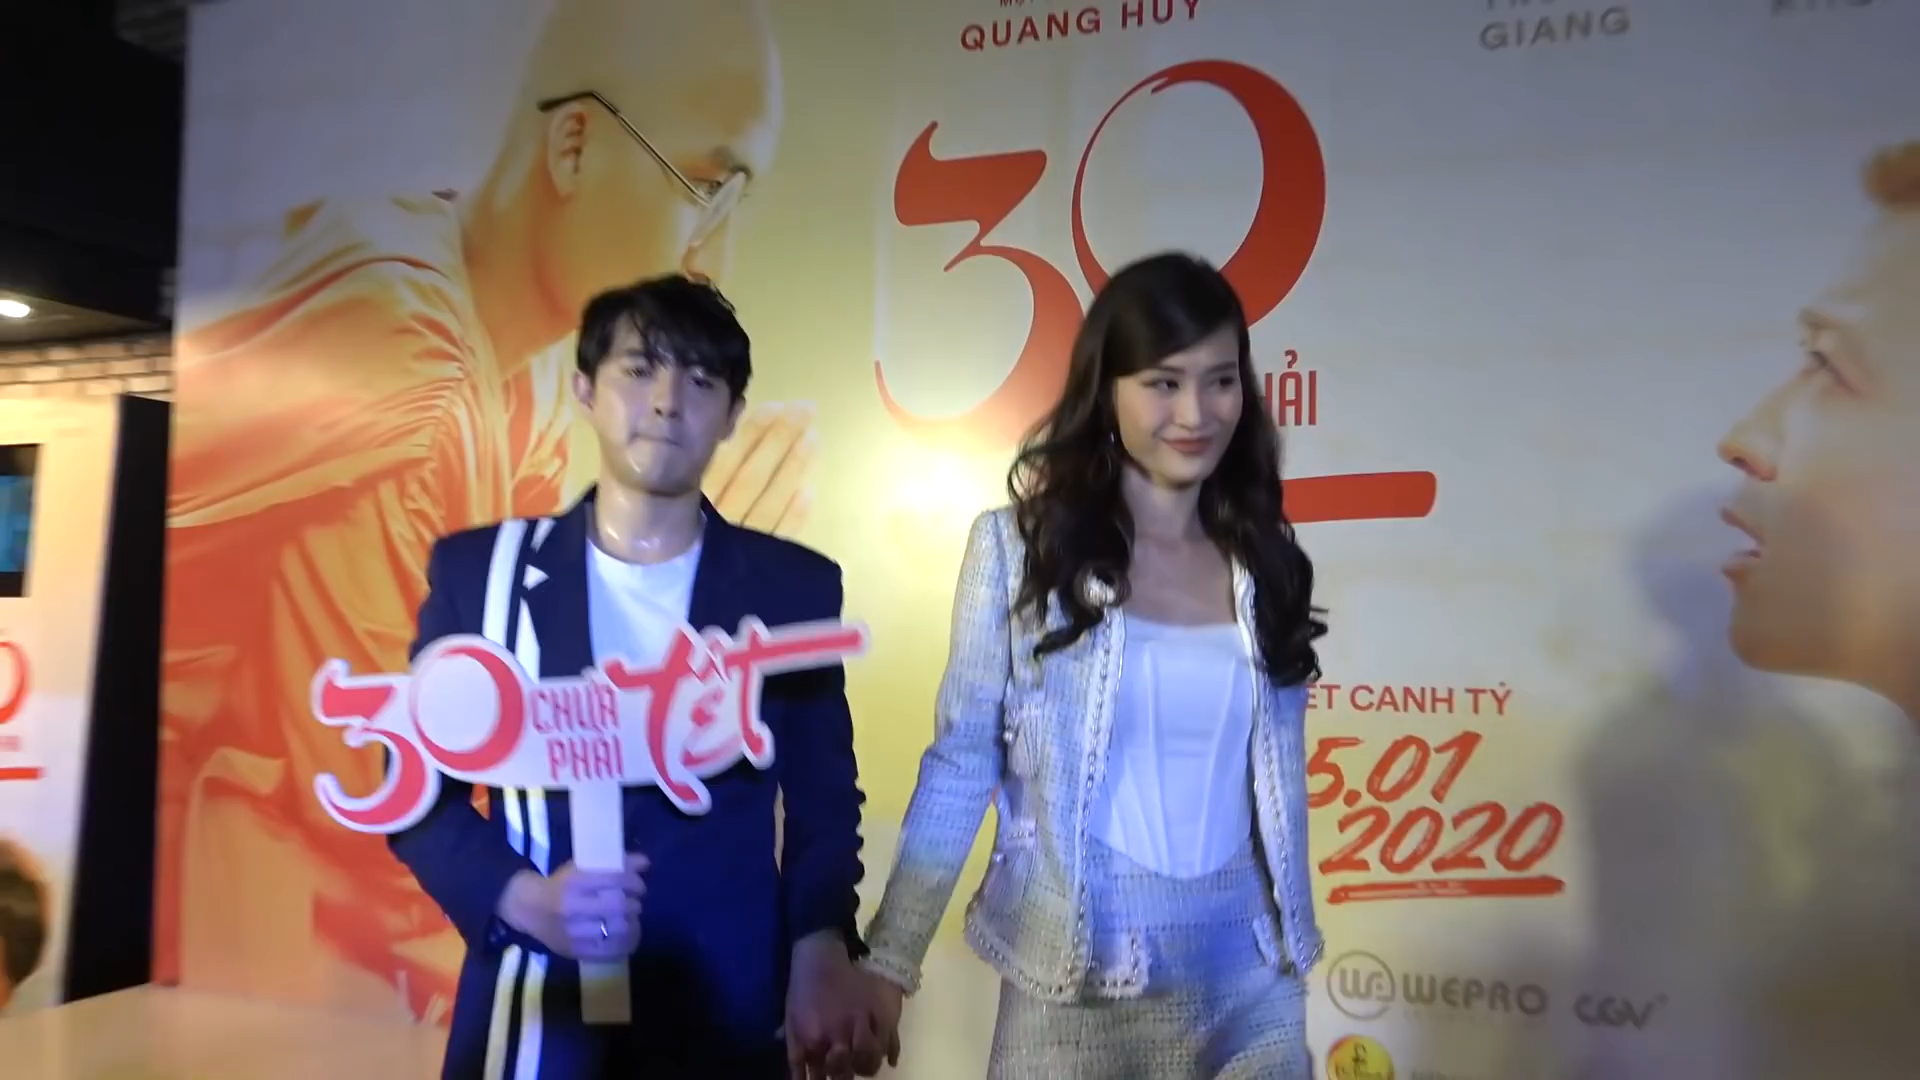 QUANG HUY
GIANG
30
HẢI
30 CHƯA PHẢI TẾT
ẾT CANH TÝ
5.01
2020
WEPRO CGV